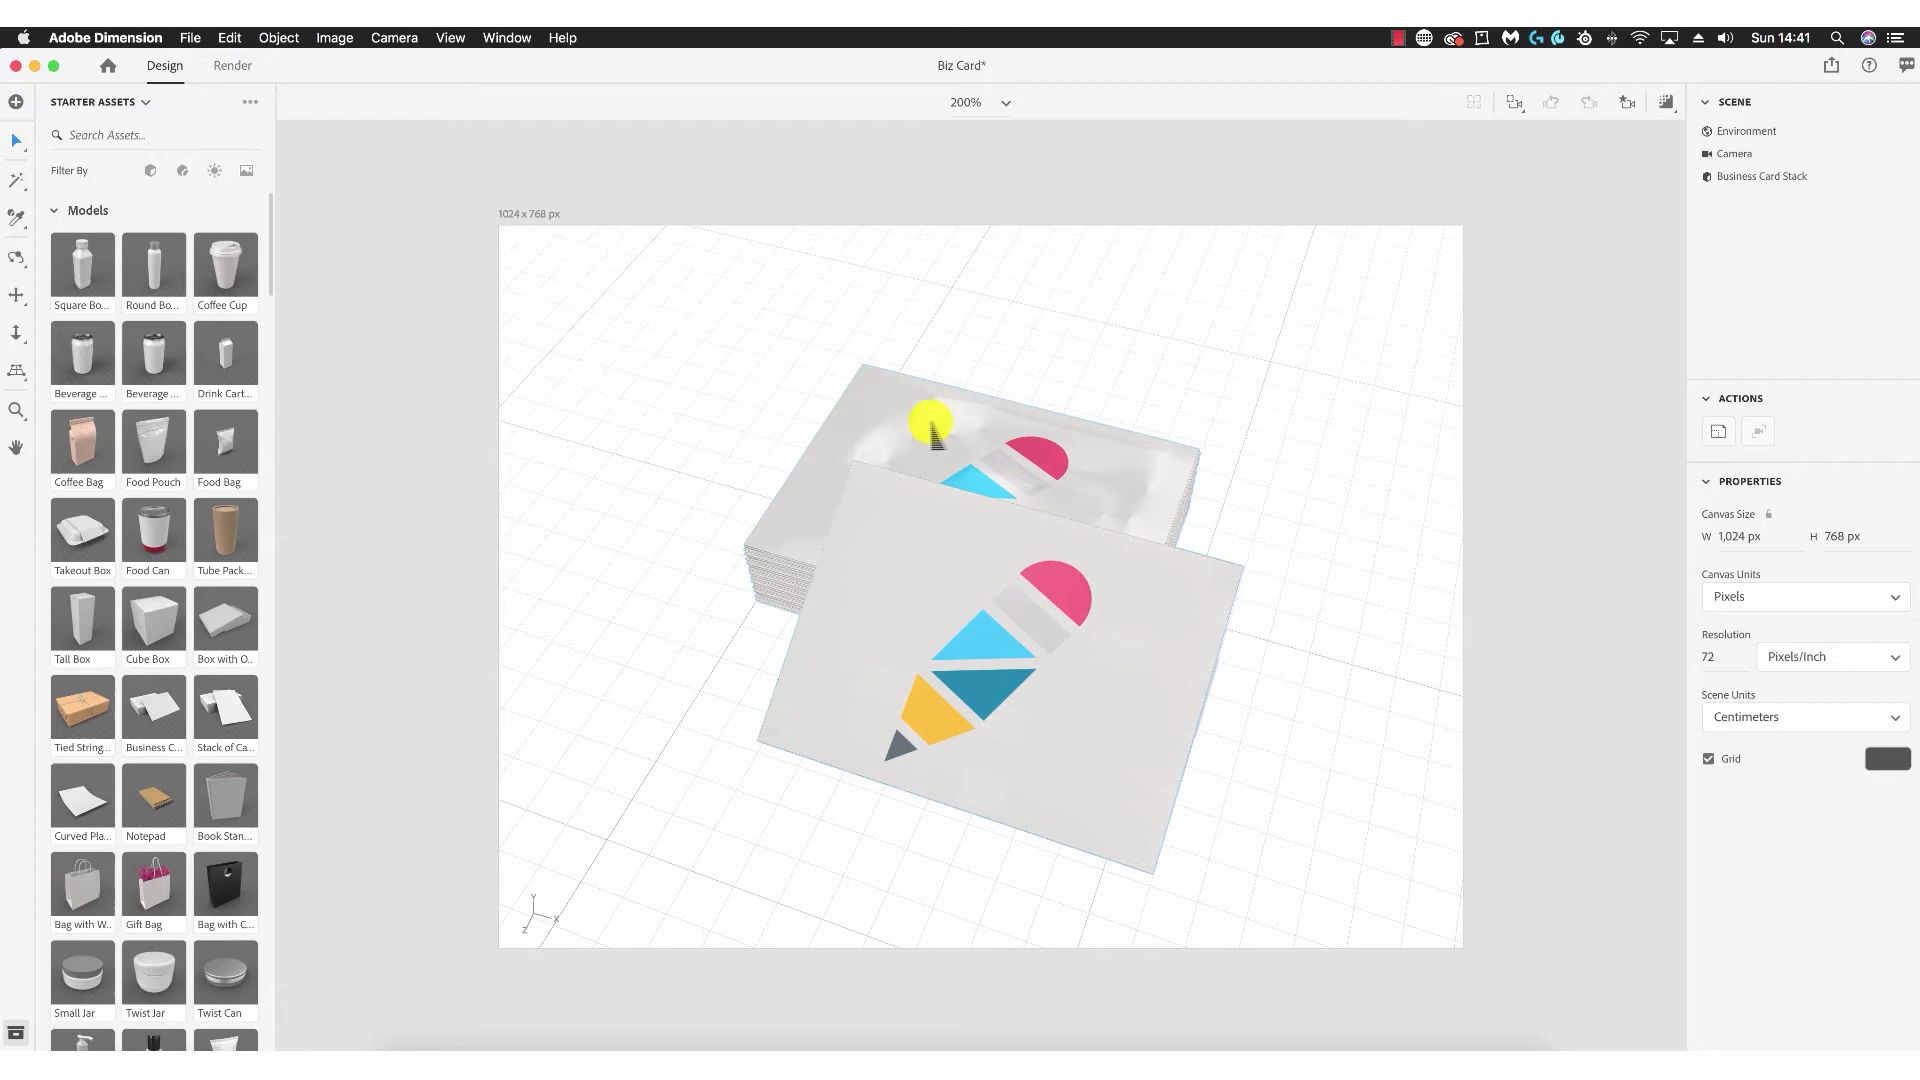 Adobe Dimension File Edit Object Image Camera View Window Help Sun 14:41
Design Render Biz Card*
STARTER ASSETS
200%
SCENE
Search Assets...
Environment
Camera
Filter By
Business Card Stack
Models
1024 x 768 px
Square Bo... Round Bo... Coffee Cup
Beverage ... Beverage ... Drink Cart...
ACTIONS
Coffee Bag Food Pouch Food Bag
PROPERTIES
Canvas Size
W 1,024 px H 768 px
Takeout Box Food Can Tube Pack...
Canvas Units
Pixels
Resolution
72 Pixels/Inch
Tall Box Cube Box Box with O..
Scene Units
Centimeters
Tied String... Business C... Stack of Ca...
Grid
Curved Pla... Notepad Book Stan...
Y
X
Z
Bag with W.. Gift Bag Bag with C...
Small Jar Twist Jar Twist Can